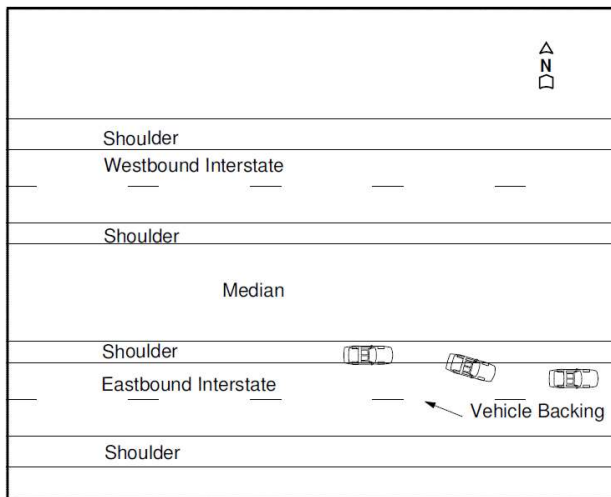 N
Shoulder
Westbound Interstate
Shoulder
Median
Shoulder
Eastbound Interstate
Vehicle Backing
Shoulder